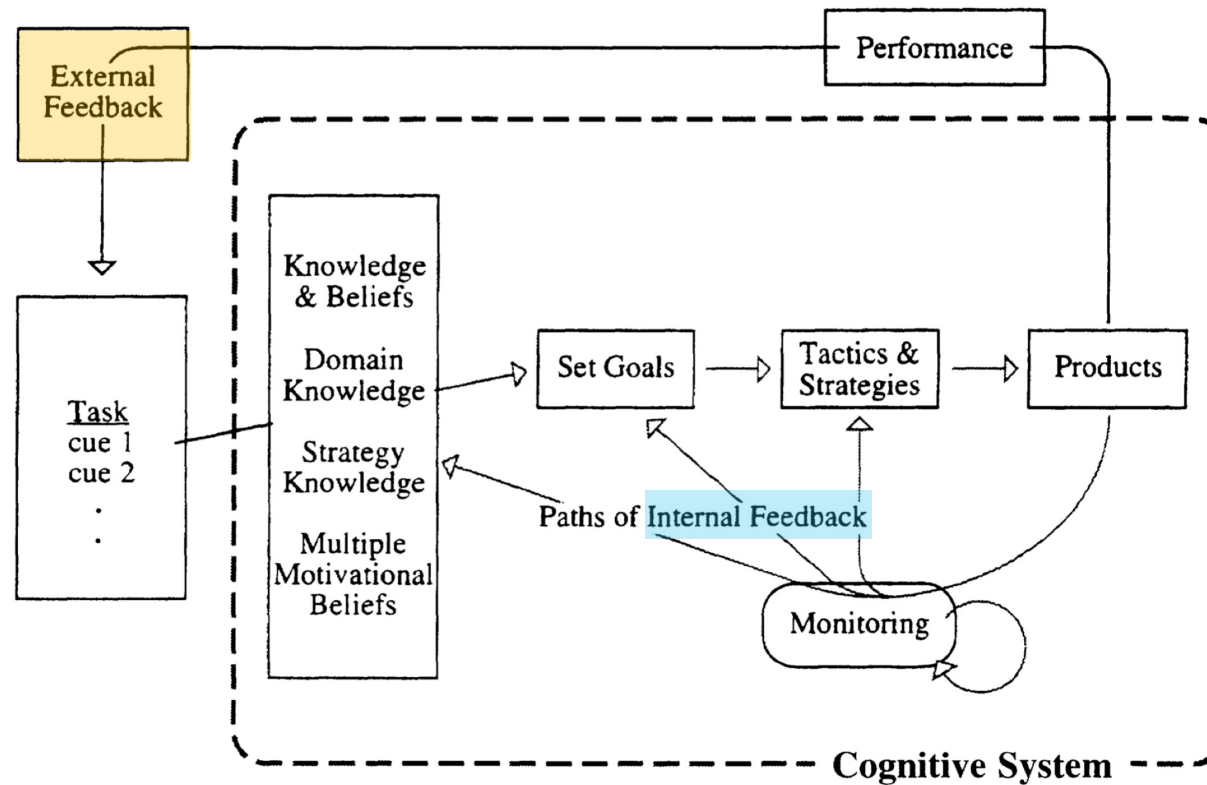 External
Feedback
Performance
Knowledge
& Beliefs
Domain
Knowledge
Strategy
Knowledge
Multiple
Motivational
Beliefs
Task
cue 1
cue 2
.
.
Set Goals
Tactics &
Strategies
Products
Paths of Internal Feedback
Monitoring
Cognitive System